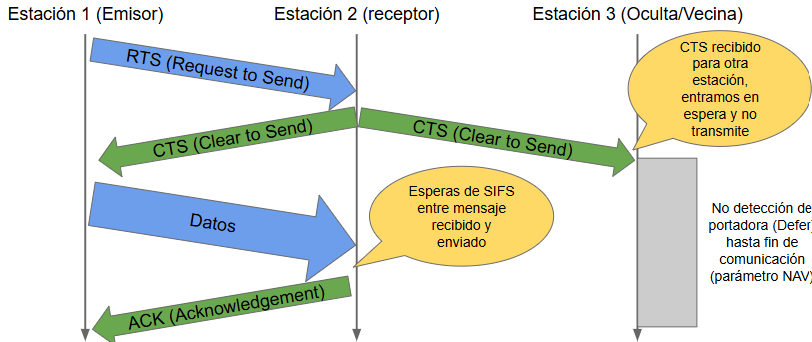 Estación 1 (Emisor)
Estación 2 (receptor)
Estación 3 (Oculta/Vecina)
RTS (Request to Send)
CTS recibido
para otra
estación,
entramos en
espera y no
transmite
CTS (Clear to Send)
CTS (Clear to Send)
Datos
Esperas de SIFS
entre mensaje
recibido y
enviado
No detección de
portadora (Defer)
hasta fin de
comunicación
(parámetro NAV)
ACK (Acknowledgement)